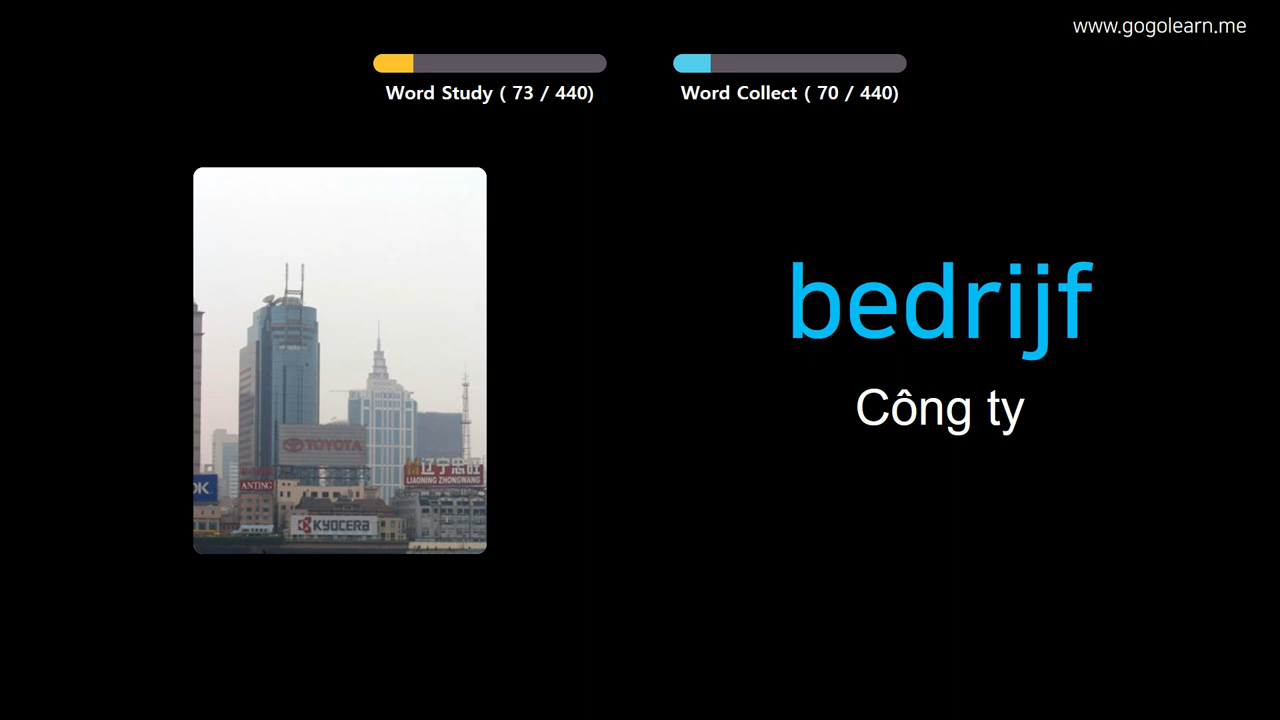 www.gogolearn.me
Word Study ( 73 / 440)
Word Collect ( 70 / 440)
bedrijf
Công ty
TOYOTA
辽宁忠旺
LIAONING ZHONGWANG
ANTING
OK
KYOCERA